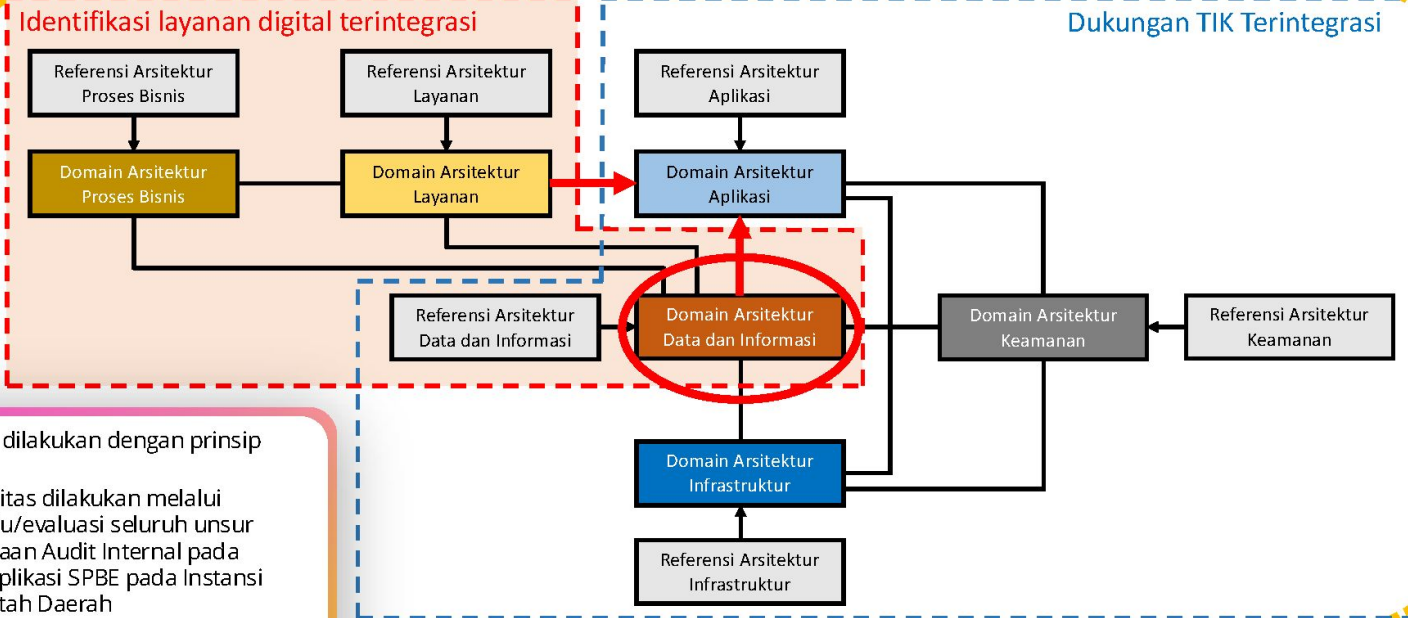 Identifikasi layanan digital terintegrasi
Dukungan TIK Terintegrasi
Referensi Arsitektur
Proses Bisnis
Referensi Arsitektur
Layanan
Referensi Arsitektur
Aplikasi
Domain Arsitektur
Proses Bisnis
Domain Arsitektur
Layanan
Domain Arsitektur
Aplikasi
Referensi Arsitektur
Data dan Informasi
Domain Arsitektur
Data dan Informasi
Domain Arsitektur
Keamanan
Referensi Arsitektur
Keamanan
Domain Arsitektur
Infrastruktur
Referensi Arsitektur
Infrastruktur
dilakukan dengan prinsip
itas dilakukan melalui
u/evaluasi seluruh unsur
aan Audit Internal pada
plikasi SPBE pada Instansi
tah Daerah